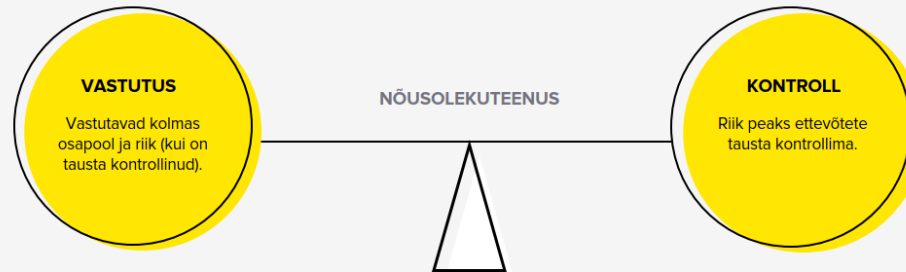 VASTUTUS
Vastutavad kolmas
osapool ja riik (kui on
tausta kontrollinud).
NÕUSOLEKUTEENUS
KONTROLL
Riik peaks ettevõtete
tausta kontrollima.